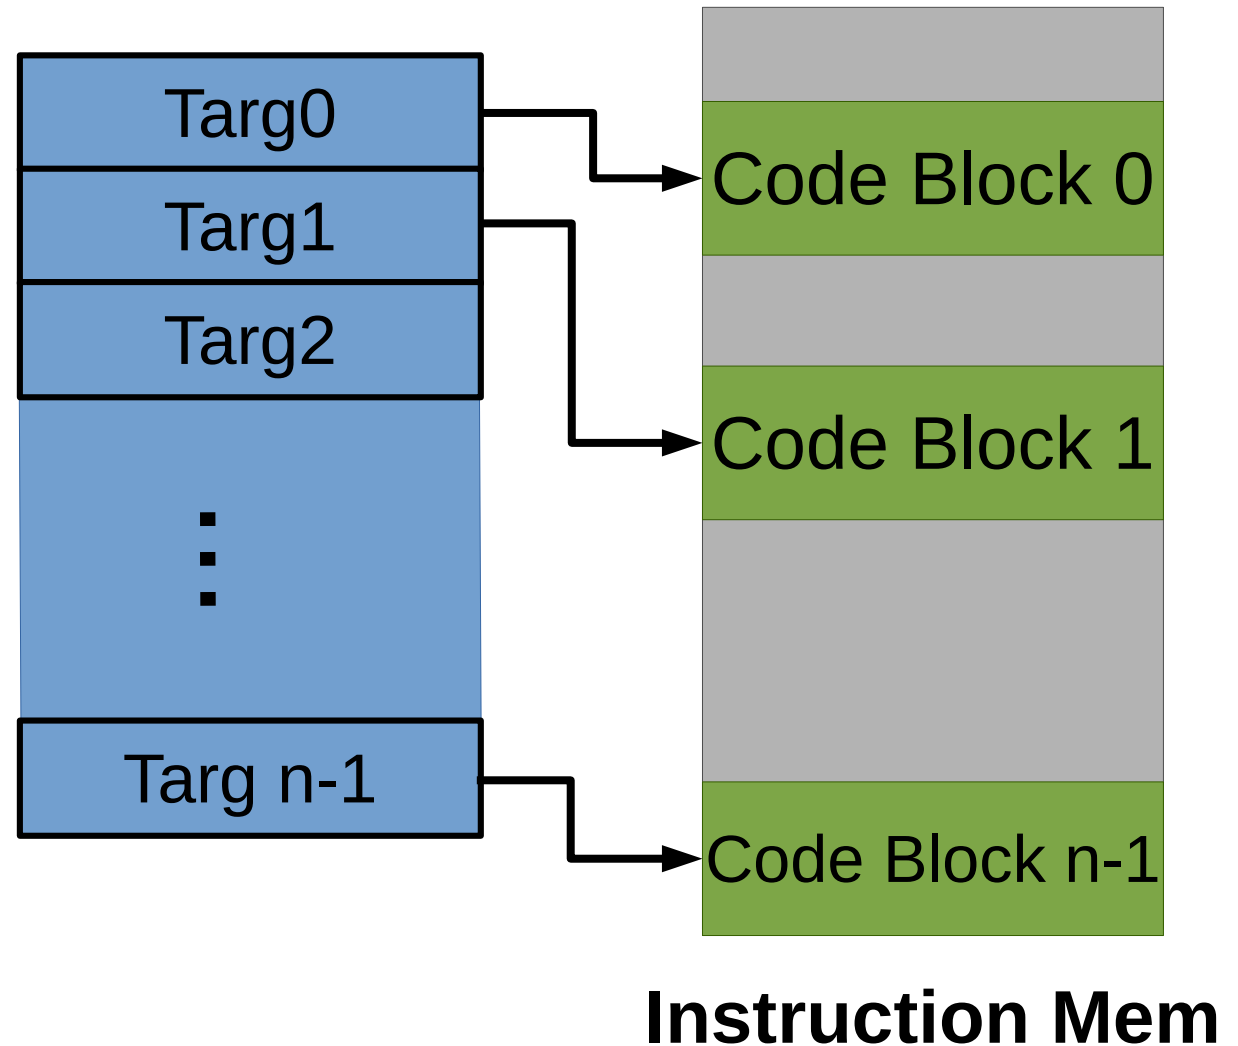 Targ0
Targ1
Targ2
Targ n-1
Code Block 0
Code Block 1
Code Block n-1
Instruction Mem